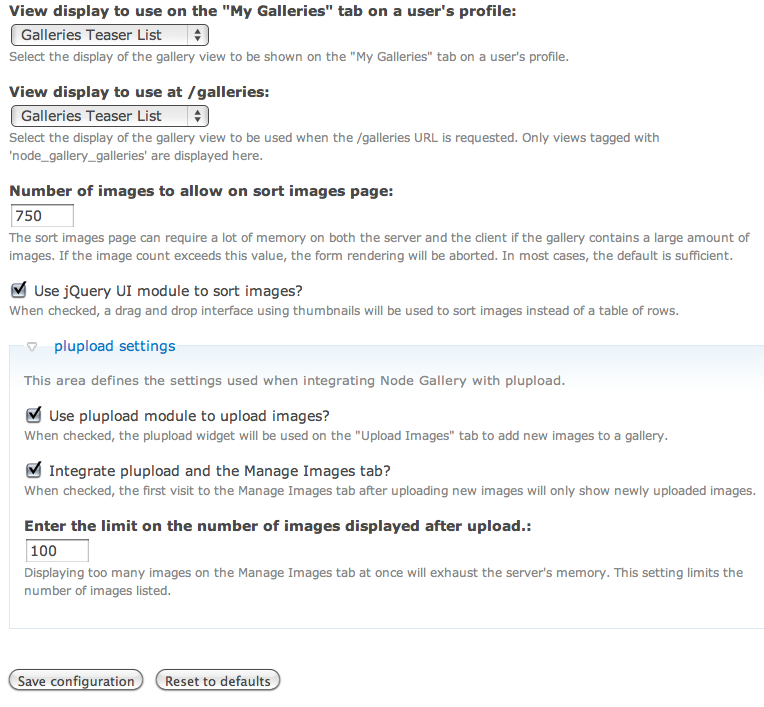 View display to use on the "My Galleries" tab on a user's profile:
Galleries Teaser List
Select the display of the gallery view to be shown on the "My Galleries" tab on a user's profile.
View display to use at /galleries:
Galleries Teaser List
Select the display of the gallery view to be used when the /galleries URL is requested. Only views tagged with
'node_gallery_galleries' are displayed here.
Number of images to allow on sort images page:
750
The sort images page can require a lot of memory on both the server and the client if the gallery contains a large amount of
images. If the image count exceeds this value, the form rendering will be aborted. In most cases, the default is sufficient.
Use jQuery UI module to sort images?
When checked, a drag and drop interface using thumbnails will be used to sort images instead of a table of rows.
plupload settings
This area defines the settings used when integrating Node Gallery with plupload.
Use plupload module to upload images?
When checked, the plupload widget will be used on the "Upload Images" tab to add new images to a gallery.
Integrate plupload and the Manage Images tab?
When checked, the first visit to the Manage Images tab after uploading new images will only show newly uploaded images.
Enter the limit on the number of images displayed after upload.:
100
Displaying too many images on the Manage Images tab at once will exhaust the server's memory. This setting limits the
number of images listed.
Save configuration Reset to defaults